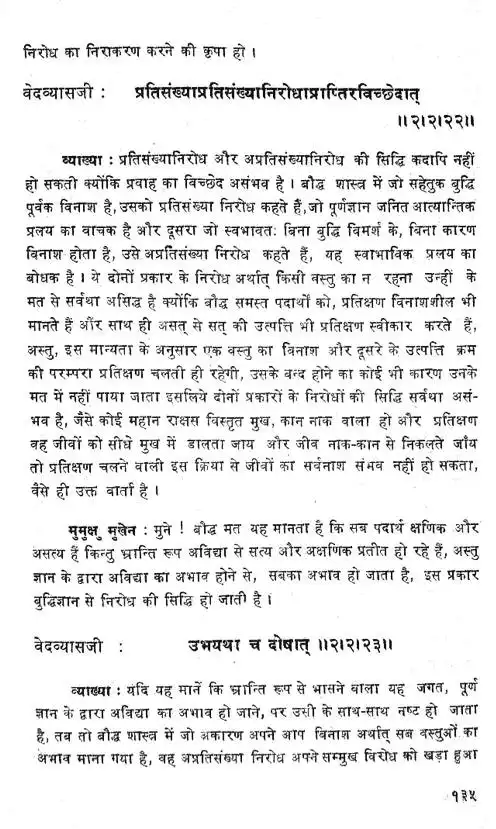 निरोध का निराकरण करने की कृपा हो ।
वेदव्यासजी : प्रतिसंख्याप्रतिसंख्यानिरोधाप्राप्तिरविच्छेदात्
॥२।२।२२॥
व्याख्या : प्रतिसंख्यानिरोध और अप्रतिसंख्यानिरोध की सिद्धि कदापि नहीं
हो सकती क्योंकि प्रवाह का विच्छेद असंभव है । बौद्ध शास्त्र में जो सहेतुक बुद्धि
पूर्वक विनाश है, उसको प्रतिसंख्या निरोध कहते हैं, जो पूर्णज्ञान जनित आत्यान्तिक
प्रलय का वाचक है और दूसरा जो स्वभावतः बिना बुद्धि विमर्श के, बिना कारण
विनाश होता है, उसे अप्रतिसंख्या निरोध कहते हैं, यह स्वाभाविक प्रलय का
बोधक है । ये दोनों प्रकार के निरोध अर्थात् किसी वस्तु का न रहना उन्हीं के
मत से सर्वथा असिद्ध है क्योंकि बौद्ध समस्त पदार्थों को, प्रतिक्षण विनाशशील भी
मानते हैं और साथ ही असत् से सत् की उत्पत्ति भी प्रतिक्षण स्वीकार करते हैं,
अस्तु, इस मान्यता के अनुसार एक वस्तु का विनाश और दूसरे के उत्पत्ति क्रम
की परम्परा प्रतिक्षण चलती ही रहेगी, उसके बन्द होने का कोई भी कारण उनके
मत में नहीं पाया जाता इसलिये दोनों प्रकारों के निरोधों की सिद्धि सर्वथा असं-
भव है, जैसे कोई महान राक्षस विस्तृत मुख, कान नाक वाला हो और प्रतिक्षण
वह जीवों को सीधे मुख में डालता जाय और जीव नाक-कान से निकलते जाँय
तो प्रतिक्षण चलने वाली इस क्रिया से जीवों का सर्वनाश संभव नहीं हो सकता,
वैसे ही उक्त वार्ता है ।
मुमुक्षु मुखेन : मुने ! बौद्ध मत यह मानता है कि सब पदार्थ क्षणिक और
असत्य हैं किन्तु भ्रान्ति रूप अविद्या से सत्य और अक्षणिक प्रतीत हो रहे हैं, अस्तु
ज्ञान के द्वारा अविद्या का अभाव होने से, सबका अभाव हो जाता है, इस प्रकार
बुद्धिज्ञान से निरोध की सिद्धि हो जाती है ।
वेदव्यासजी : उभयथा च दोषात् ॥२।२।२३॥
व्याख्या : यदि यह मानें कि भ्रान्ति रूप से भासने वाला यह जगत, पूर्ण
ज्ञान के द्वारा अविद्या का अभाव हो जाने, पर उसी के साथ-साथ नष्ट हो जाता
है, तब तो बौद्ध शास्त्र में जो अकारण अपने आप विनाश अर्थात् सब वस्तुओं का
अभाव माना गया है, वह अप्रतिसंख्या निरोध अपने सम्मुख विरोध को खड़ा हुआ
१३५